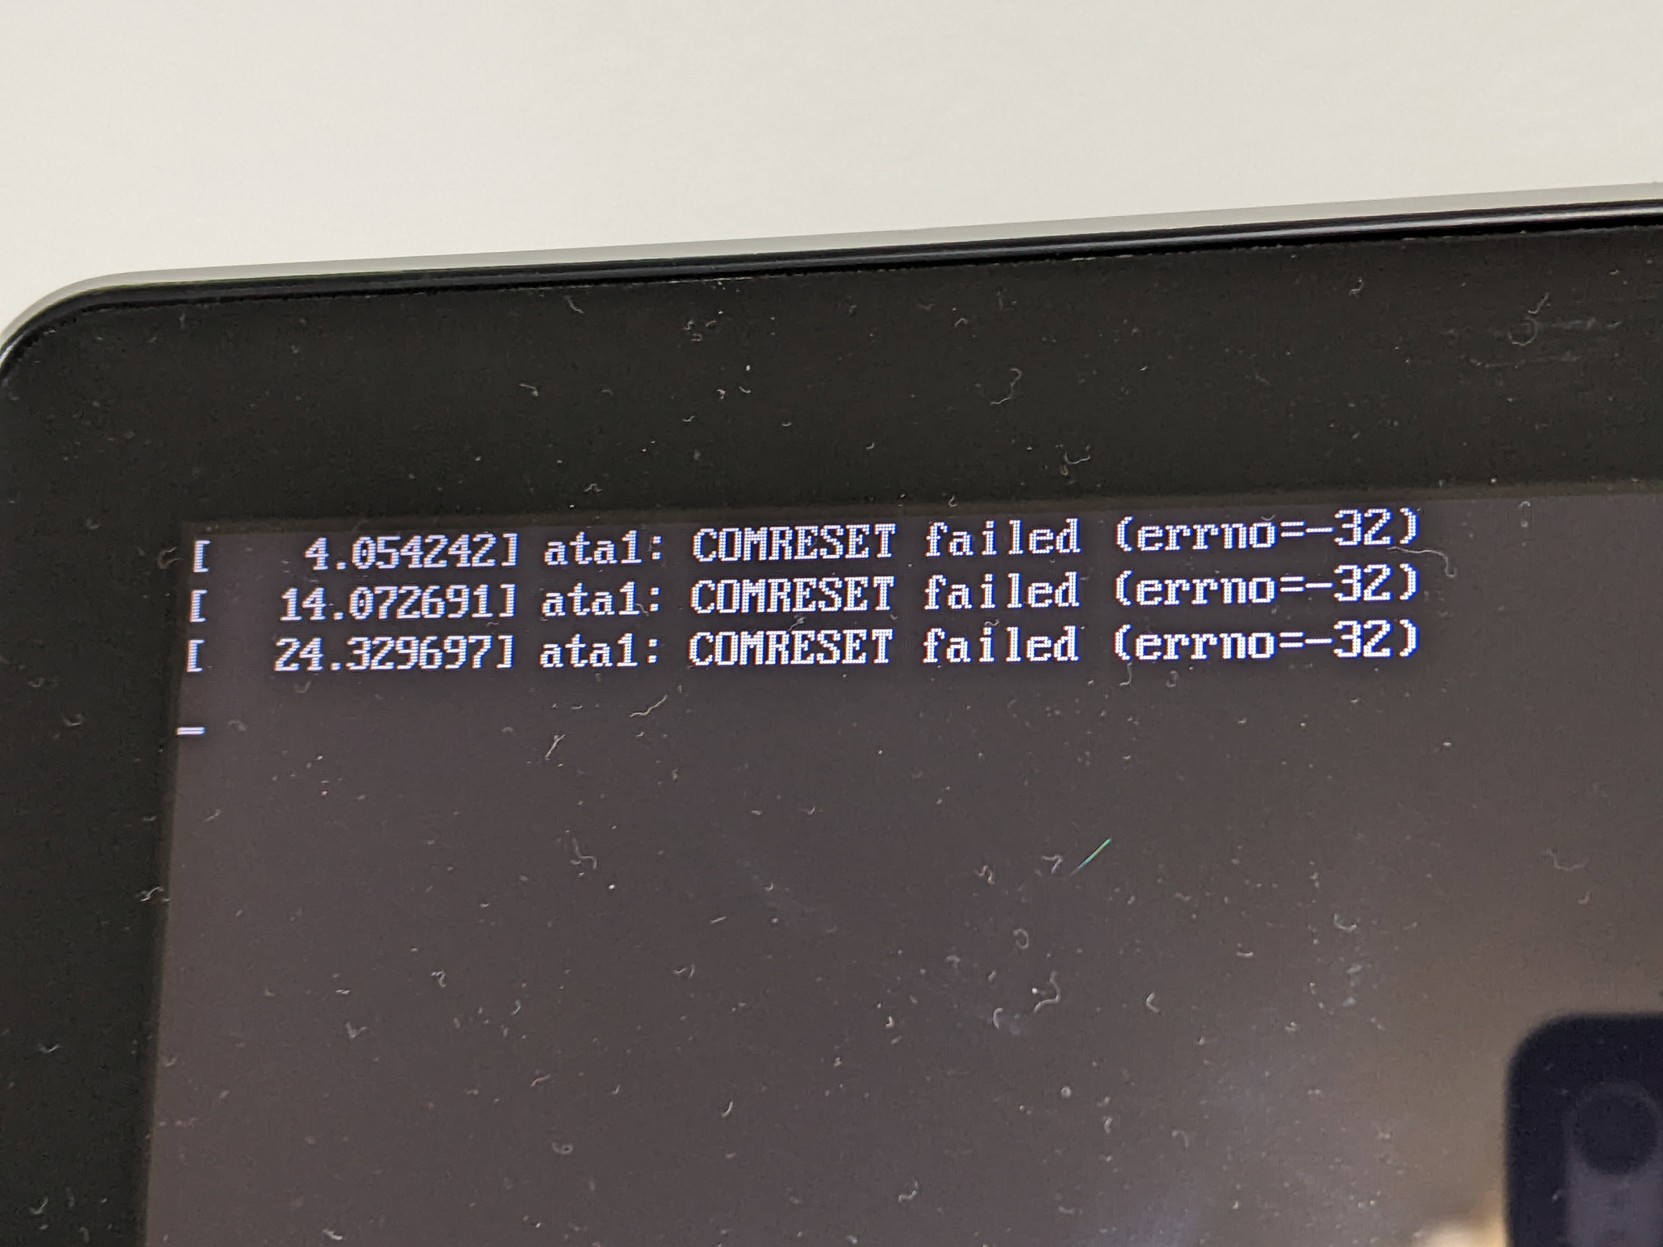 [    4.054242] ata1: COMRESET failed (errno=-32)
[   14.072691] ata1: COMRESET failed (errno=-32)
[   24.329697] ata1: COMRESET failed (errno=-32)
_